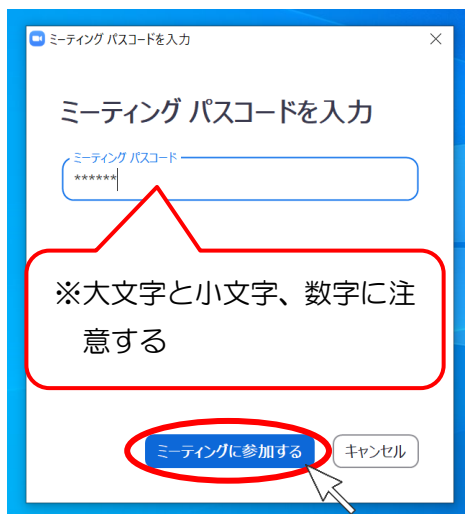 ミーティング パスコードを入力
ミーティング パスコードを入力
ミーティング パスコード
******
※大文字と小文字、数字に注
意する
ミーティングに参加する
キャンセル